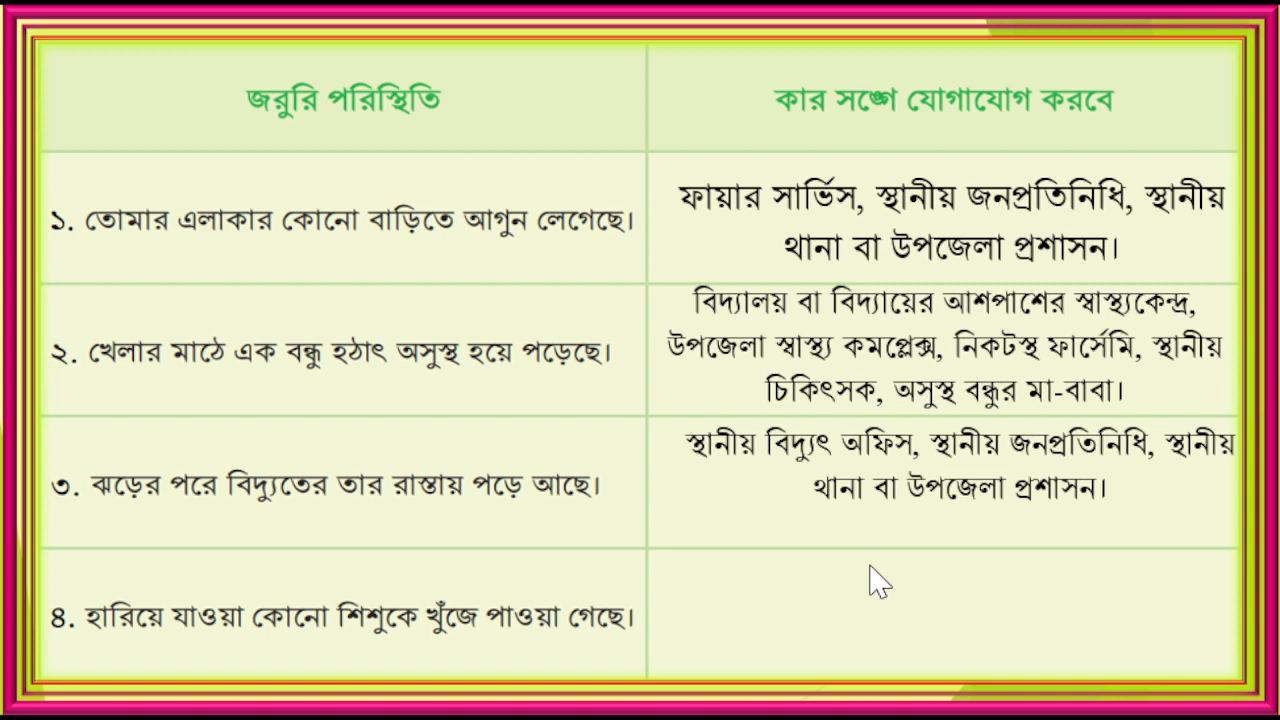 জরুরি পরিস্থিতি
কার সঙ্গে যোগাযোগ করবে
১. তোমার এলাকার কোনো বাড়িতে আগুন লেগেছে।
ফায়ার সার্ভিস, স্থানীয় জনপ্রতিনিধি, স্থানীয়
থানা বা উপজেলা প্রশাসন।
২. খেলার মাঠে এক বন্ধু হঠাৎ অসুস্থ হয়ে পড়েছে।
বিদ্যালয় বা বিদ্যায়ের আশপাশের স্বাস্থ্যকেন্দ্র,
উপজেলা স্বাস্থ্য কমপ্লেক্স, নিকটস্থ ফার্সেমি, স্থানীয়
চিকিৎসক, অসুস্থ বন্ধুর মা-বাবা।
৩. ঝড়ের পরে বিদ্যুতের তার রাস্তায় পড়ে আছে।
স্থানীয় বিদ্যুৎ অফিস, স্থানীয় জনপ্রতিনিধি, স্থানীয়
থানা বা উপজেলা প্রশাসন।
৪. হারিয়ে যাওয়া কোনো শিশুকে খুঁজে পাওয়া গেছে।